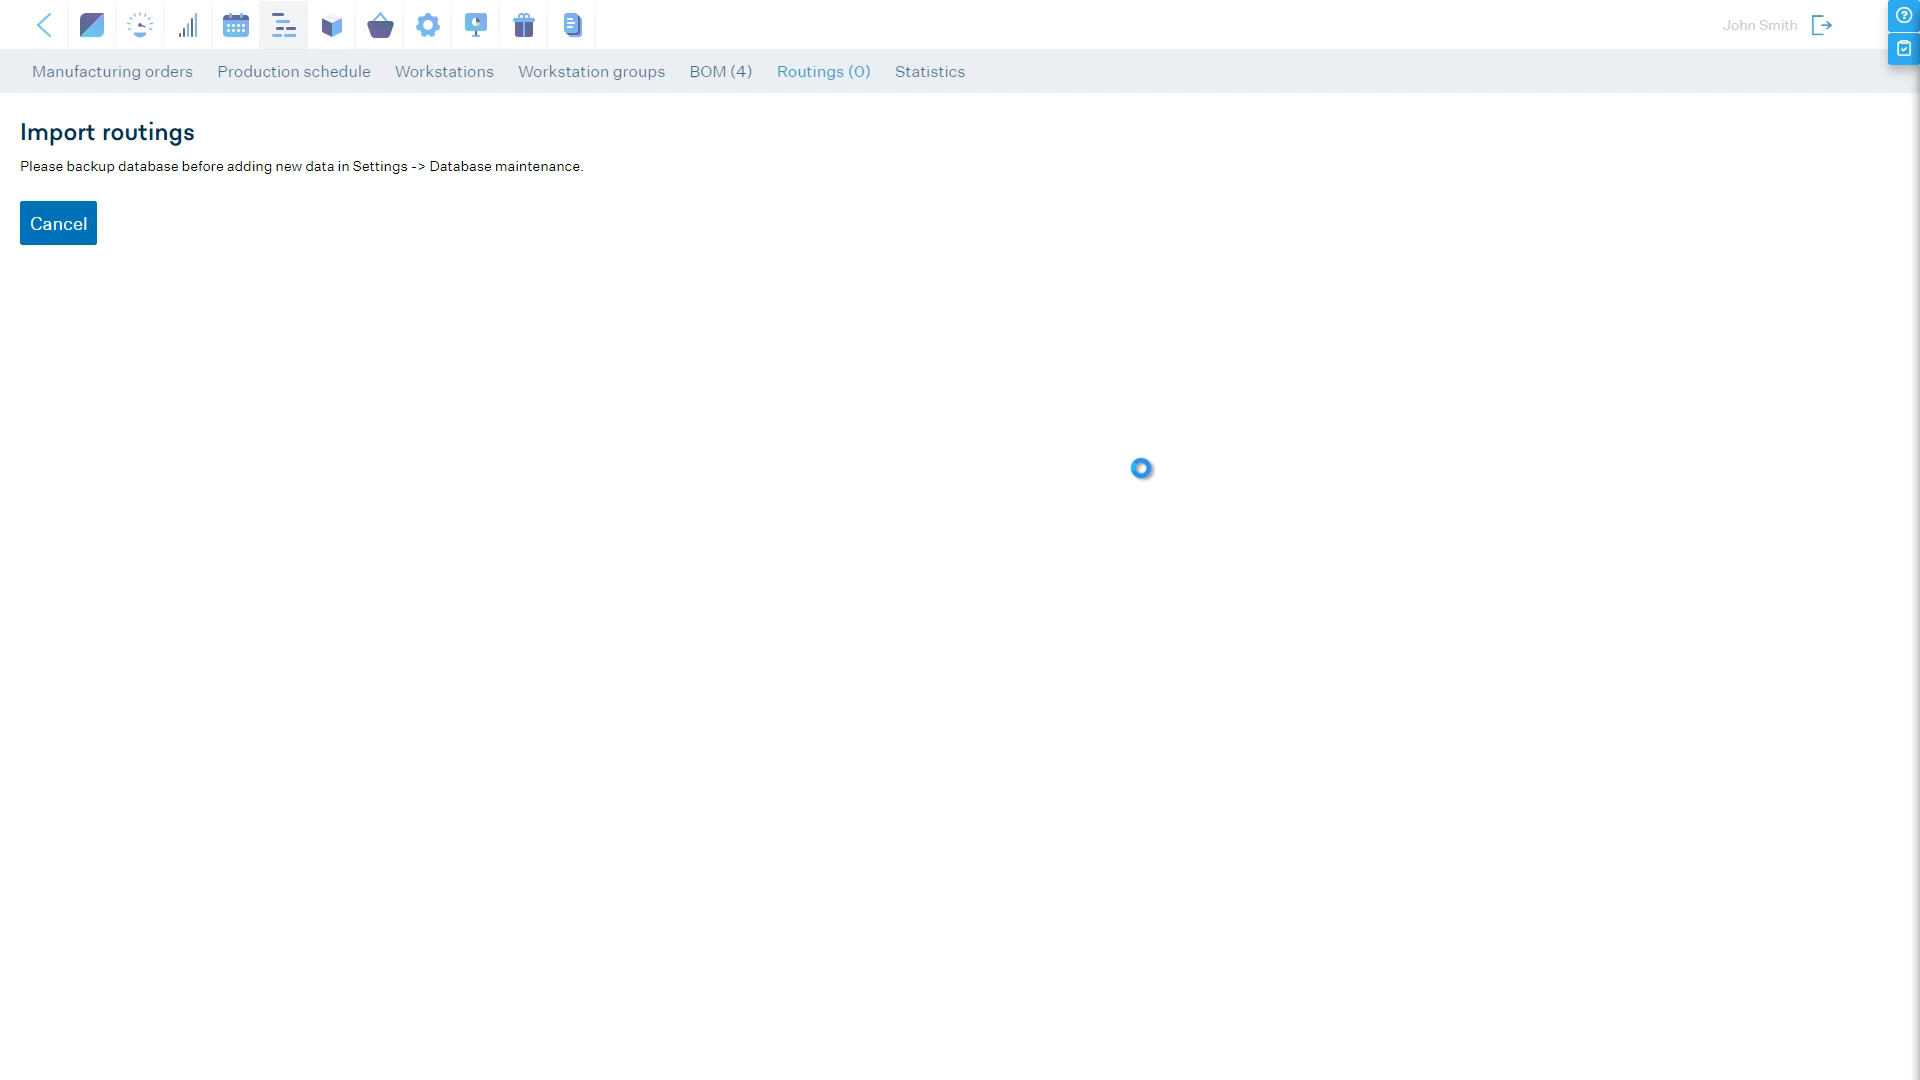 John Smith
Manufacturing orders Production schedule Workstations Workstation groups BOM (4) Routings (0) Statistics
Import routings
Please backup database before adding new data in Settings -> Database maintenance.
Cancel